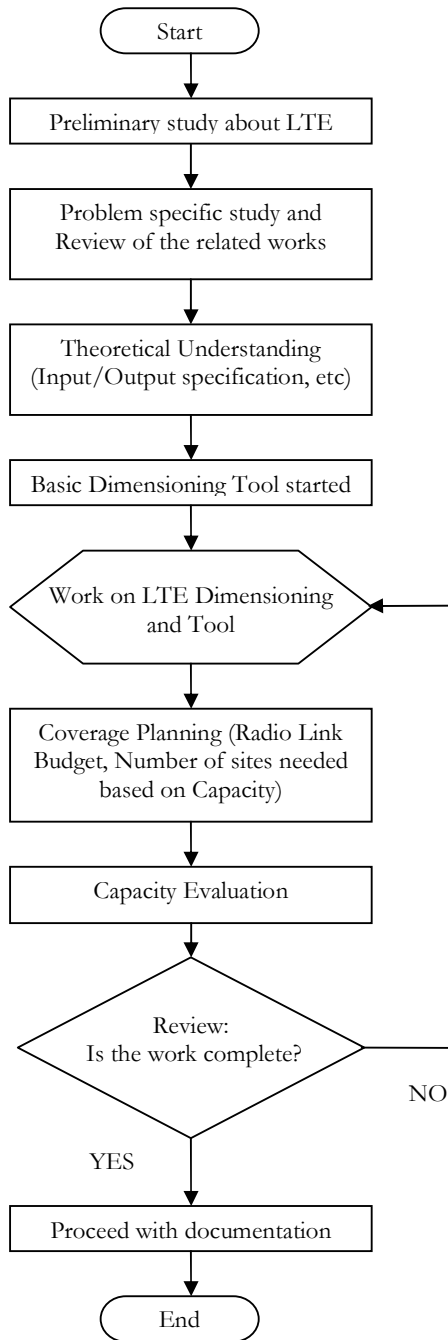 Start
Preliminary study about LTE
Problem specific study and
Review of the related works
Theoretical Understanding
(Input/Output specification, etc)
Basic Dimensioning Tool started
Work on LTE Dimensioning
and Tool
Coverage Planning (Radio Link
Budget, Number of sites needed
based on Capacity)
Capacity Evaluation
Review:
Is the work complete?
NO
YES
Proceed with documentation
End